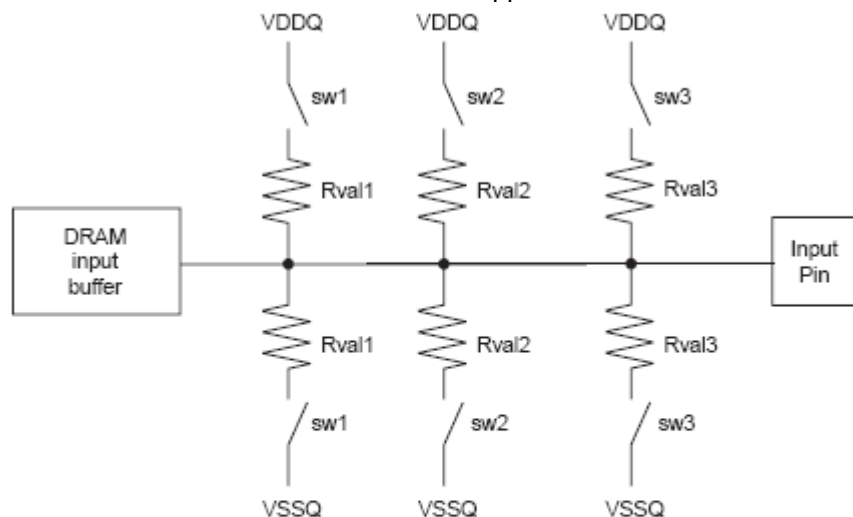 VDDQ VDDQ VDDQ
sw1 sw2 sw3
Rval1 Rval2 Rval3
DRAM
input
buffer
Input
Pin
Rval1 Rval2 Rval3
sw1 sw2 sw3
VSSQ VSSQ VSSQ